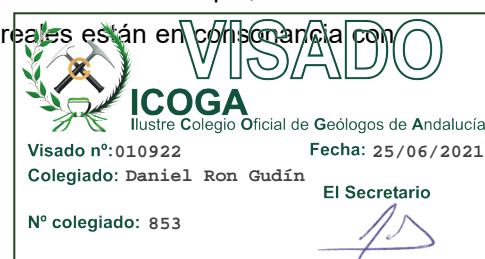 reales están en consonancia con
VISADO
ICOGA
Ilustre Colegio Oficial de Geólogos de Andalucía
Visado nº: 010922 Fecha: 25/06/2021
Colegiado: Daniel Ron Gudín
El Secretario
Nº colegiado: 853